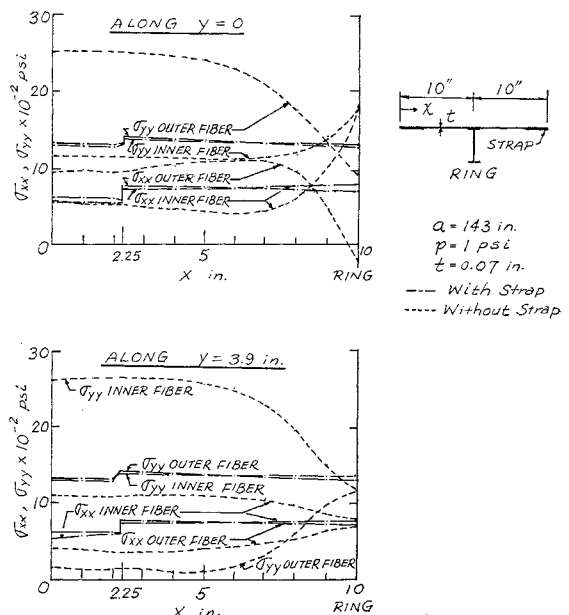 ALONG y = 0
30
20
10
0
σxx, σyy × 10⁻² psi
σyy OUTER FIBER
σyy INNER FIBER
σxx OUTER FIBER
σxx INNER FIBER
2.25
5
10
X in.
RING
10" 10"
x t
STRAP
RING
a = 143 in.
p = 1 psi
t = 0.07 in.
With Strap
Without Strap
ALONG y = 3.9 in.
30
20
10
0
σxx, σyy × 10⁻² psi
σyy INNER FIBER
σyy OUTER FIBER
σyy INNER FIBER
σxx INNER FIBER
σxx OUTER FIBER
σyy OUTER FIBER
2.25
5
10
X in.
RING